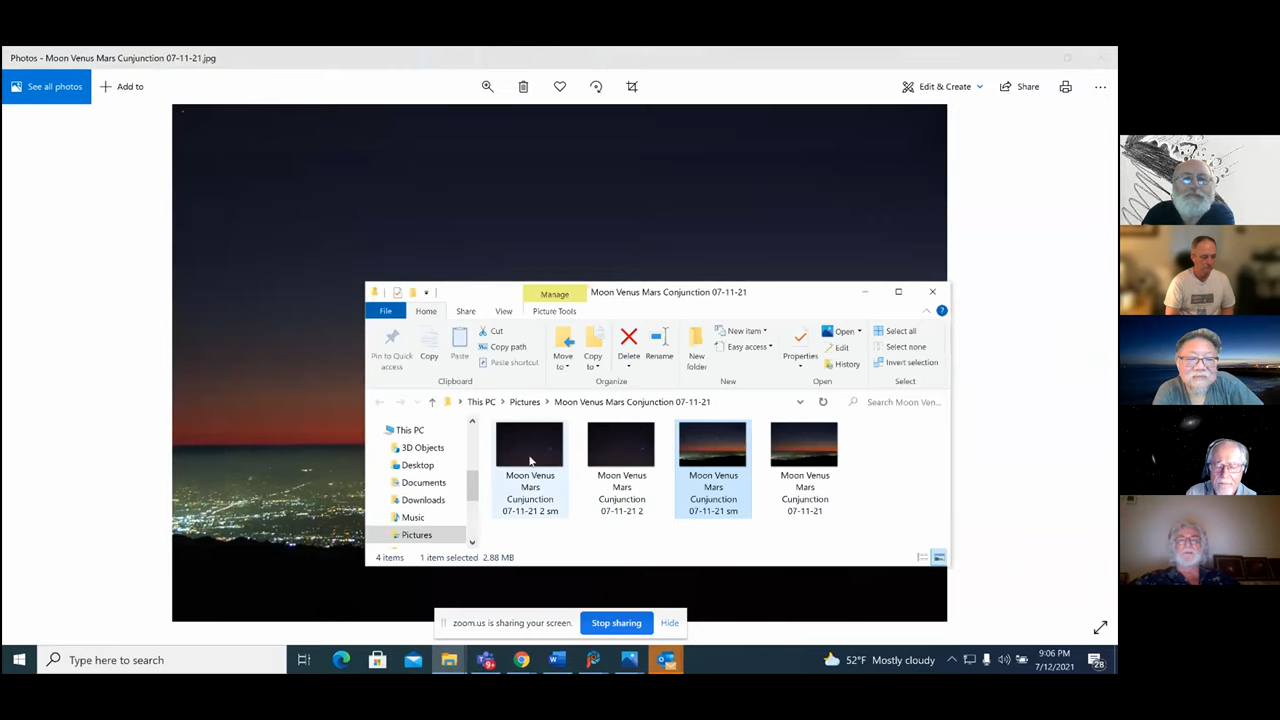 Photos - Moon Venus Mars Cunjunction 07-11-21.jpg
See all photos
Add to
Edit & Create
Share
Manage
Moon Venus Mars Conjunction 07-11-21
File
Home
Share
View
Picture Tools
Pin to Quick access
Copy
Paste
Cut
Copy path
Paste shortcut
Clipboard
Move to
Copy to
Delete
Rename
Organize
New folder
New item
Easy access
New
Properties
Open
Edit
History
Open
Select all
Select none
Invert selection
Select
This PC
Pictures
Moon Venus Mars Conjunction 07-11-21
Search Moon Ven...
This PC
3D Objects
Desktop
Documents
Downloads
Music
Pictures
Moon Venus
Mars
Cunjunction
07-11-21 2 sm
Moon Venus
Mars
Cunjunction
07-11-21 2
Moon Venus
Mars
Cunjunction
07-11-21 sm
Moon Venus
Mars
Cunjunction
07-11-21
4 items
1 item selected 2.88 MB
zoom.us is sharing your screen.
Stop sharing
Hide
Type here to search
52°F Mostly cloudy
9:06 PM
7/12/2021
28